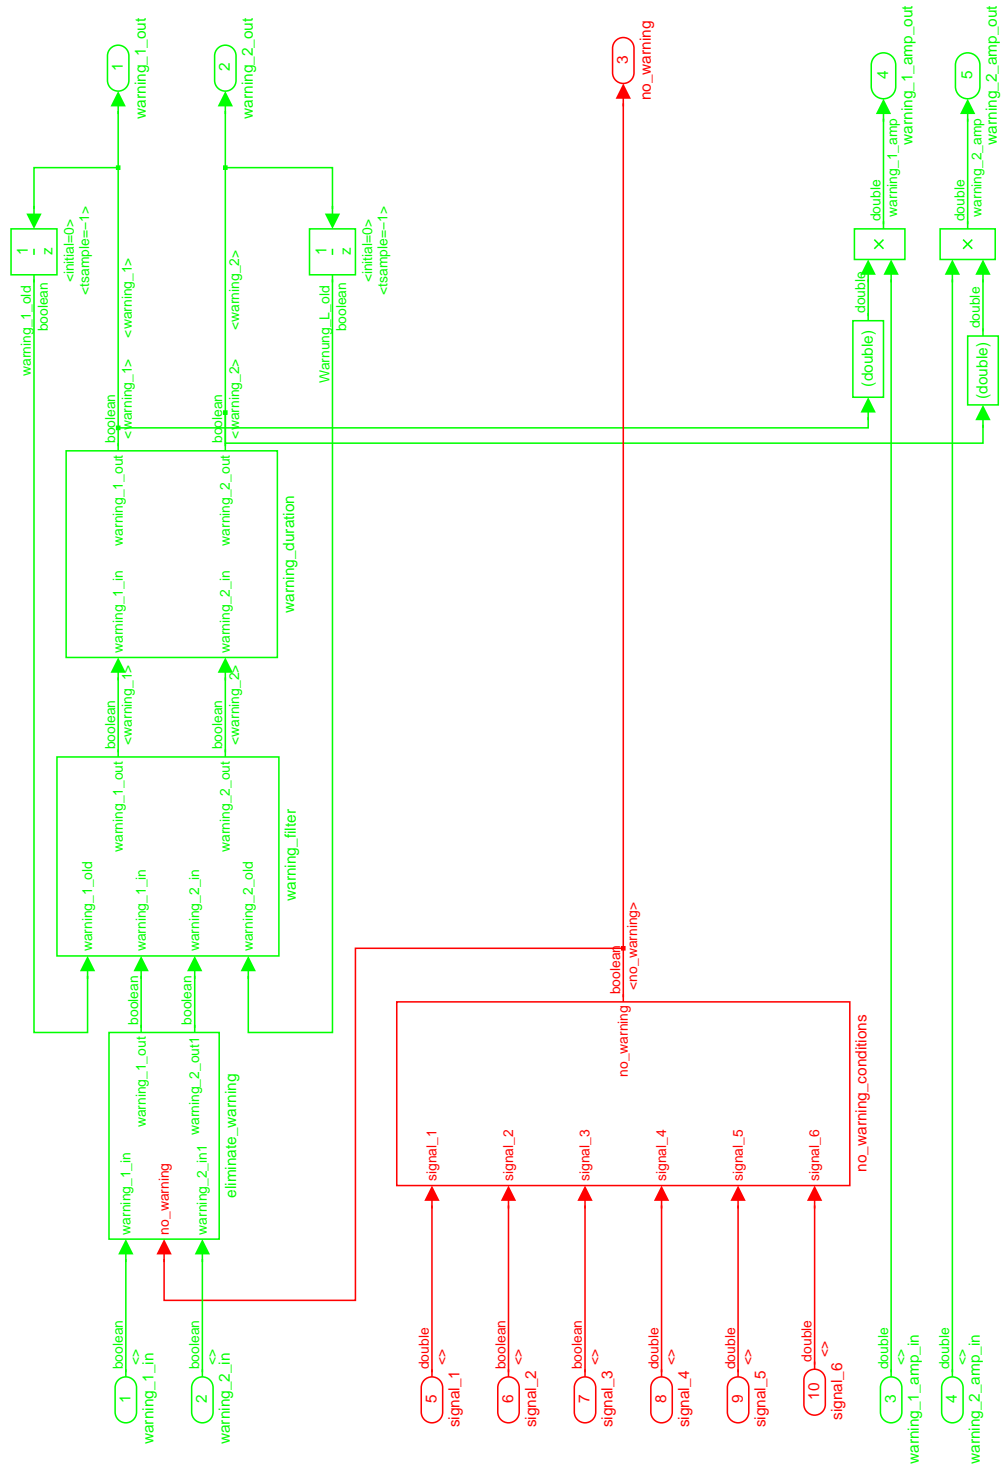 warning_1_old
boolean
1
z
<initial=0>
<tsample=-1>
1
warning_1_in
boolean
<>
warning_1_in
warning_1_out
no_warning
2
warning_2_in
boolean
<>
warning_2_in1
warning_2_out1
eliminate_warning
boolean
boolean
warning_1_old
warning_1_in
warning_2_in
warning_2_old
warning_1_out
warning_2_out
warning_filter
boolean
<warning_1>
boolean
<warning_2>
warning_1_in
warning_1_out
warning_2_in
warning_2_out
warning_duration
boolean
<warning_1>
<warning_1>
1
warning_1_out
boolean
<warning_2>
<warning_2>
2
warning_2_out
Warnung_L_old
boolean
1
z
<initial=0>
<tsample=-1>
5
signal_1
double
<>
signal_1
6
signal_2
boolean
<>
signal_2
7
signal_3
boolean
<>
signal_3
8
signal_4
double
<>
signal_4
9
signal_5
double
<>
signal_5
10
signal_6
double
<>
signal_6
no_warning
no_warning_conditions
boolean
<no_warning>
3
no_warning
3
warning_1_amp_in
double
<>
(double)
double
×
double
warning_1_amp
4
warning_1_amp_out
4
warning_2_amp_in
double
<>
(double)
double
×
double
warning_2_amp
5
warning_2_amp_out